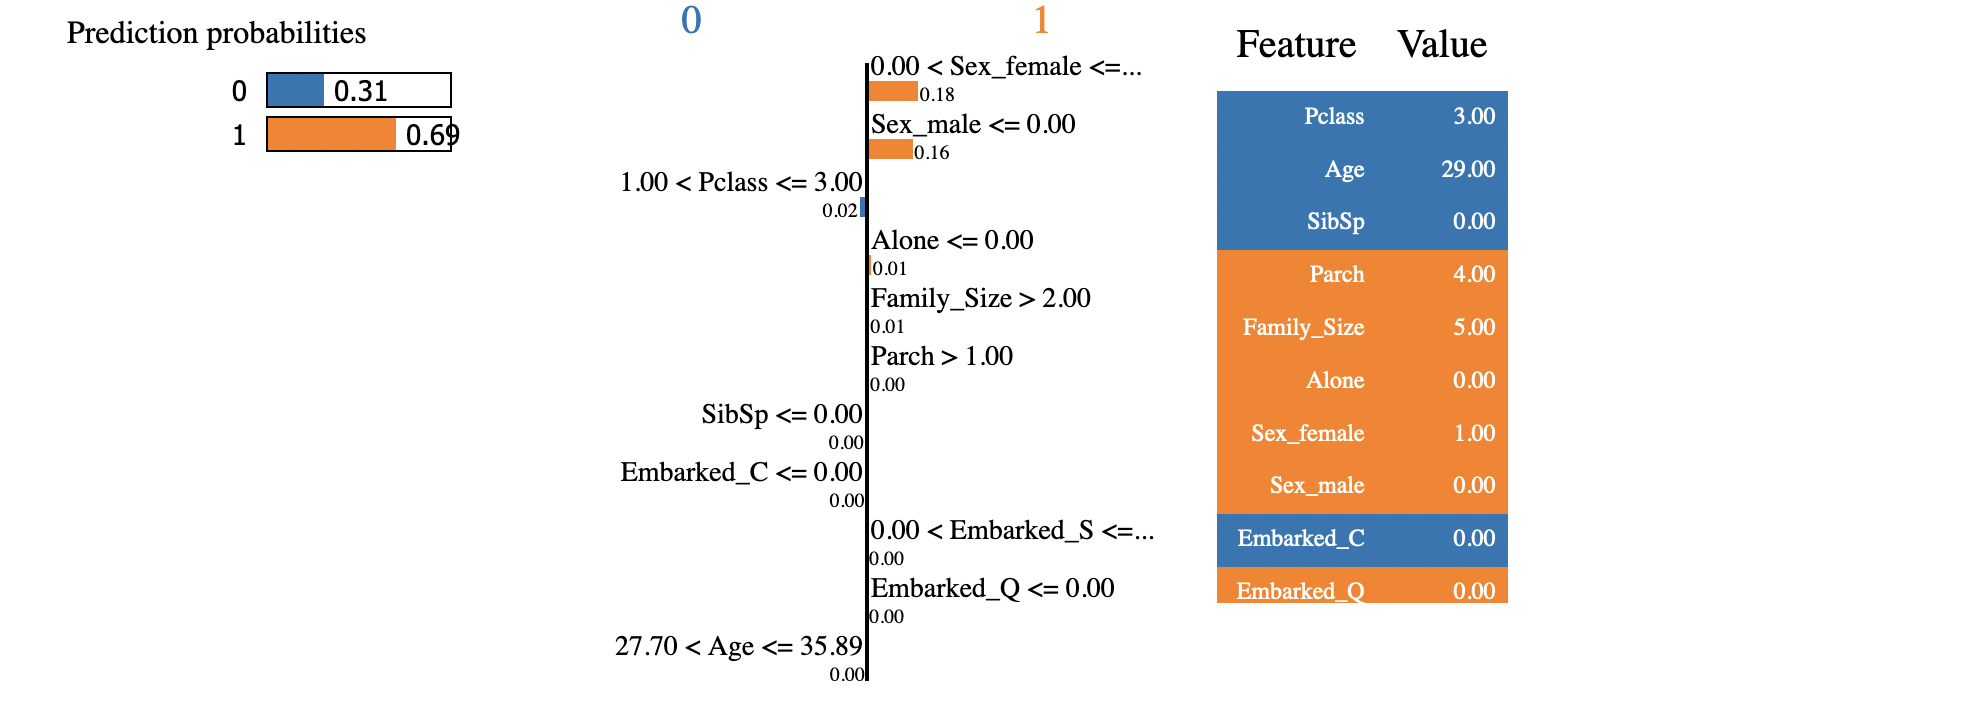 Prediction probabilities
0 0.31
1 0.69
0 1
0.00 < Sex_female <=...
0.18
Sex_male <= 0.00
0.16
1.00 < Pclass <= 3.00
0.02
Alone <= 0.00
0.01
Family_Size > 2.00
0.01
Parch > 1.00
0.00
SibSp <= 0.00
0.00
Embarked_C <= 0.00
0.00
0.00 < Embarked_S <=...
0.00
Embarked_Q <= 0.00
0.00
27.70 < Age <= 35.89
0.00
Feature Value
Pclass 3.00
Age 29.00
SibSp 0.00
Parch 4.00
Family_Size 5.00
Alone 0.00
Sex_female 1.00
Sex_male 0.00
Embarked_C 0.00
Embarked_Q 0.00